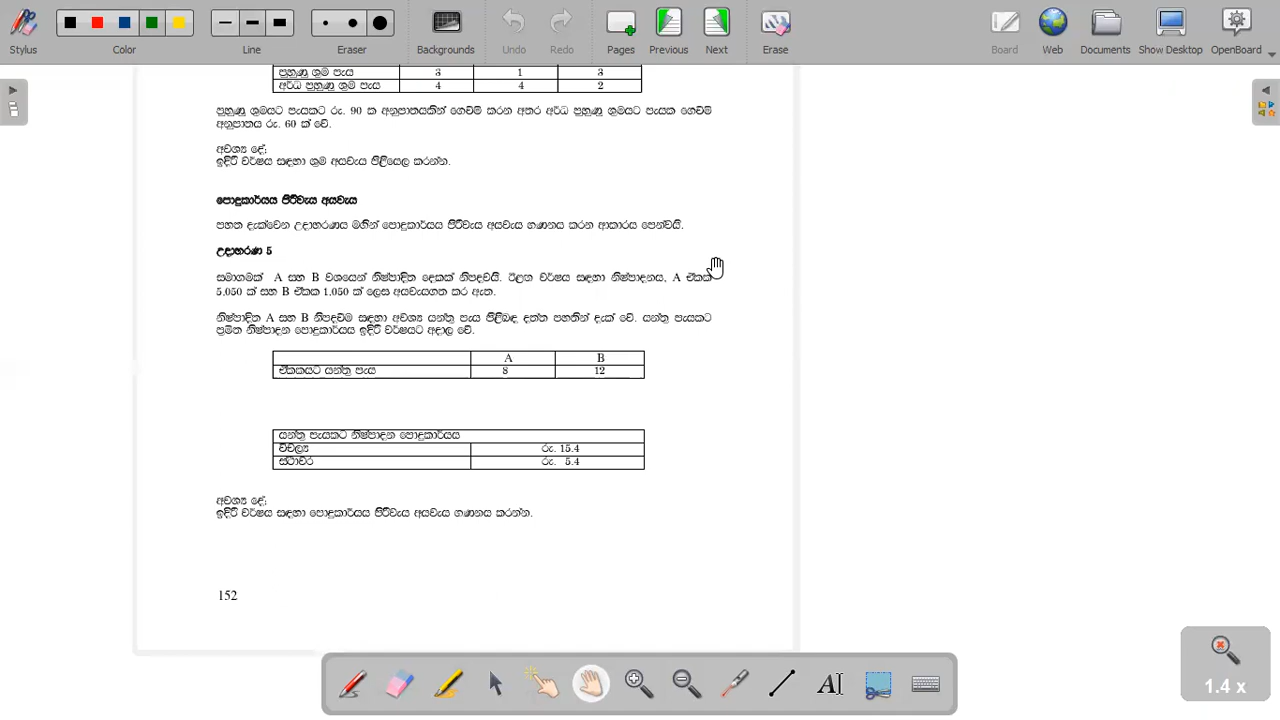 Stylus
Color
Line
Eraser
Backgrounds
Undo
Redo
Pages
Previous
Next
Erase
Board
Web
Documents
Show Desktop
OpenBoard
පුහුණු ශ්‍රම පැය 3 1 3
අර්ධ පුහුණු ශ්‍රම පැය 4 4 2
පුහුණු ශ්‍රමයට පැයකට රු. 90 ක අනුපාතයකින් ගෙවීම් කරන අතර අර්ධ පුහුණු ශ්‍රමයට පැයක ගෙවීම්
අනුපාතය රු. 60 ක් වේ.
අවශ්‍ය දේ;
ඉදිරි වර්ෂය සඳහා ශ්‍රම අයවැය පිළියෙල කරන්න.
පොදුකාර්යය පිරිවැය අයවැය
පහත දැක්වෙන උදාහරණය මගින් පොදුකාර්යය පිරිවැය අයවැය ගණනය කරන ආකාරය පෙන්වයි.
උදාහරණ 5
සමාගමක් A සහ B වශයෙන් නිෂ්පාදිත දෙකක් නිපදවයි. ඊළඟ වර්ෂය සඳහා නිෂ්පාදනය, A ඒකක
5,050 ක් සහ B ඒකක 1,050 ක් ලෙස අයවැයගත කර ඇත.
නිෂ්පාදිත A සහ B නිපදවීම සඳහා අවශ්‍ය යන්ත්‍ර පැය පිළිබඳ දත්ත පහතින් දැක් වේ. යන්ත්‍ර පැයකට
ප්‍රමිත නිෂ්පාදන පොදුකාර්යය ඉදිරි වර්ෂයට අදාල වේ.
A B
ඒකකයට යන්ත්‍ර පැය 8 12
යන්ත්‍ර පැයකට නිෂ්පාදන පොදුකාර්යය
විචල්‍ය රු. 15.4
ස්ථාවර රු. 5.4
අවශ්‍ය දේ;
ඉදිරි වර්ෂය සඳහා පොදුකාර්යය පිරිවැය අයවැය ගණනය කරන්න.
152
1.4 x